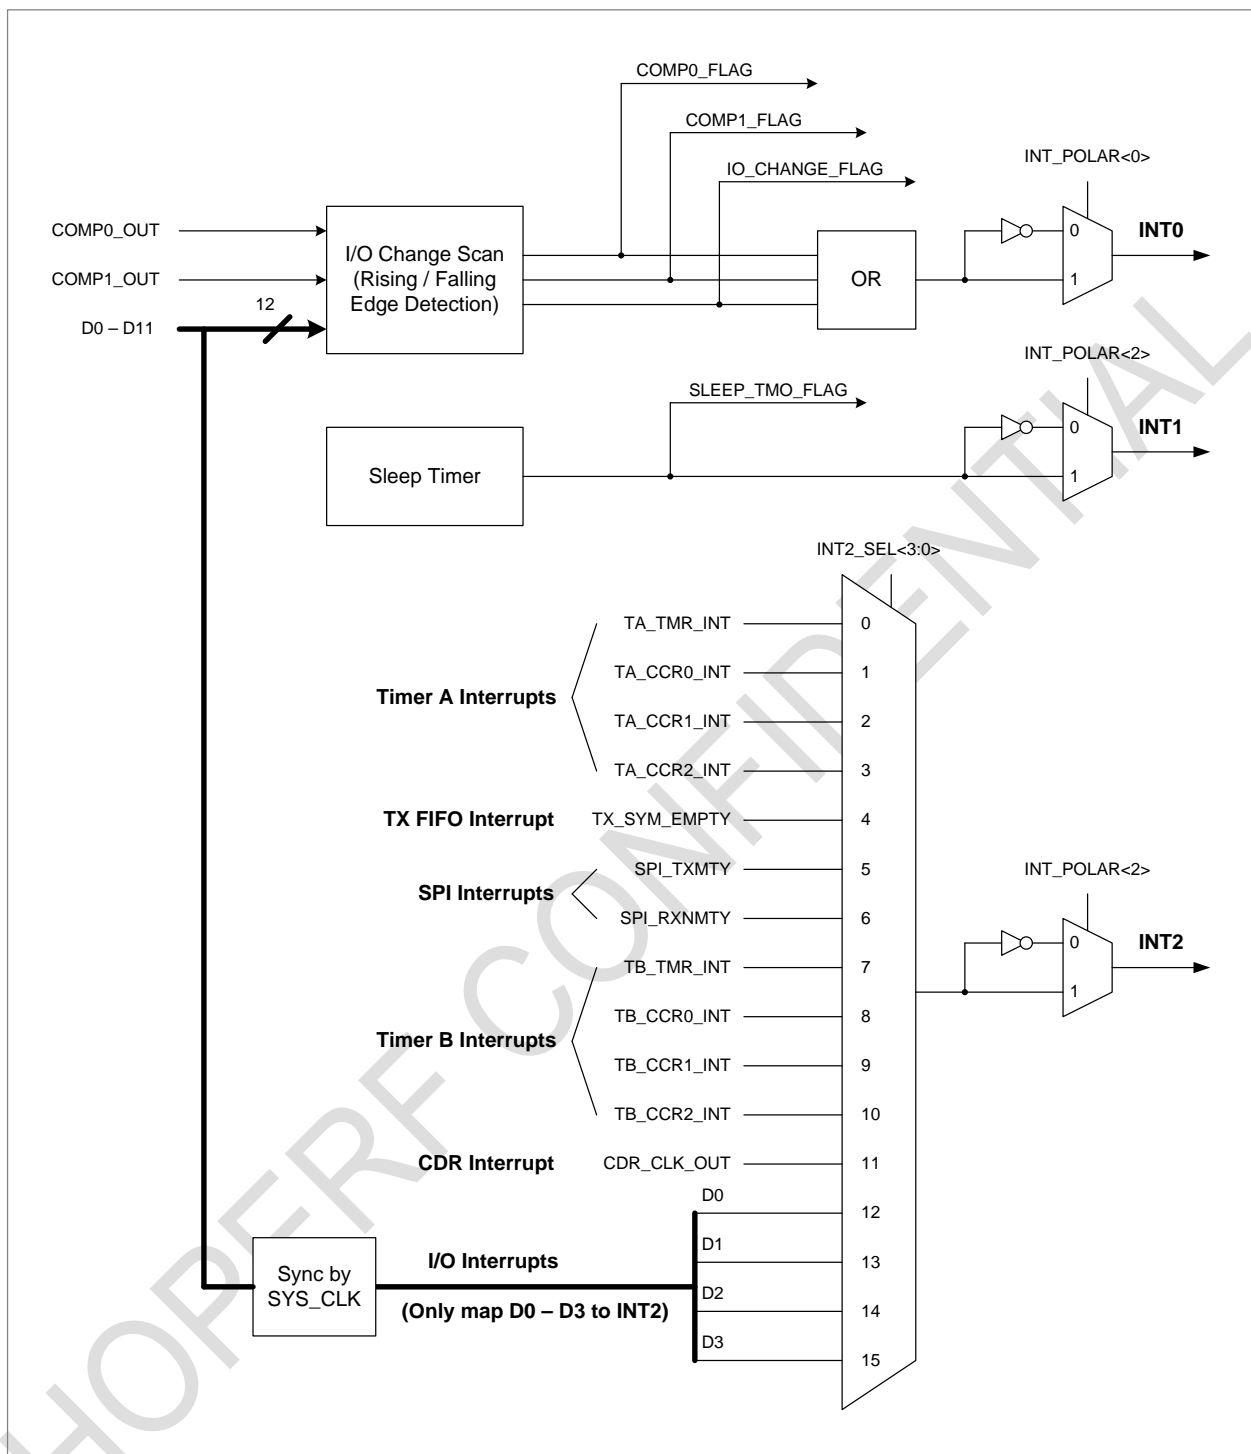 COMP0_FLAG
COMP1_FLAG
IO_CHANGE_FLAG
INT_POLAR<0>
COMP0_OUT
COMP1_OUT
D0 – D11
12
I/O Change Scan
(Rising / Falling
Edge Detection)
OR
0
1
INT0
SLEEP_TMO_FLAG
INT_POLAR<2>
Sleep Timer
0
1
INT1
INT2_SEL<3:0>
Timer A Interrupts
TA_TMR_INT
0
TA_CCR0_INT
1
TA_CCR1_INT
2
TA_CCR2_INT
3
TX FIFO Interrupt
TX_SYM_EMPTY
4
SPI Interrupts
SPI_TXMTY
5
SPI_RXNMTY
6
Timer B Interrupts
TB_TMR_INT
7
TB_CCR0_INT
8
TB_CCR1_INT
9
TB_CCR2_INT
10
CDR Interrupt
CDR_CLK_OUT
11
INT_POLAR<2>
0
1
INT2
Sync by
SYS_CLK
I/O Interrupts
(Only map D0 – D3 to INT2)
D0
12
D1
13
D2
14
D3
15
HOPERF CONFIDENTIAL